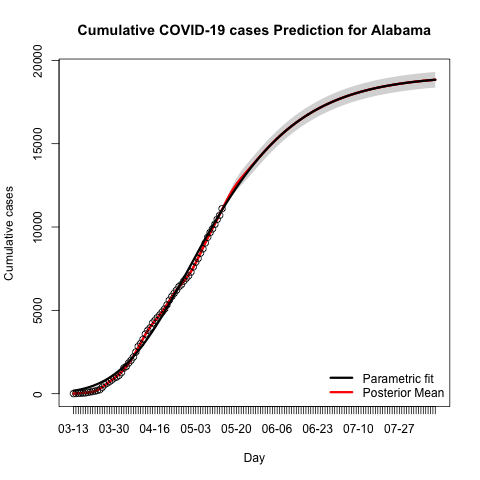 Cumulative COVID-19 cases Prediction for Alabama
Cumulative cases
20000
15000
10000
5000
0
Parametric fit
Posterior Mean
03-13 03-30 04-16 05-03 05-20 06-06 06-23 07-10 07-27
Day